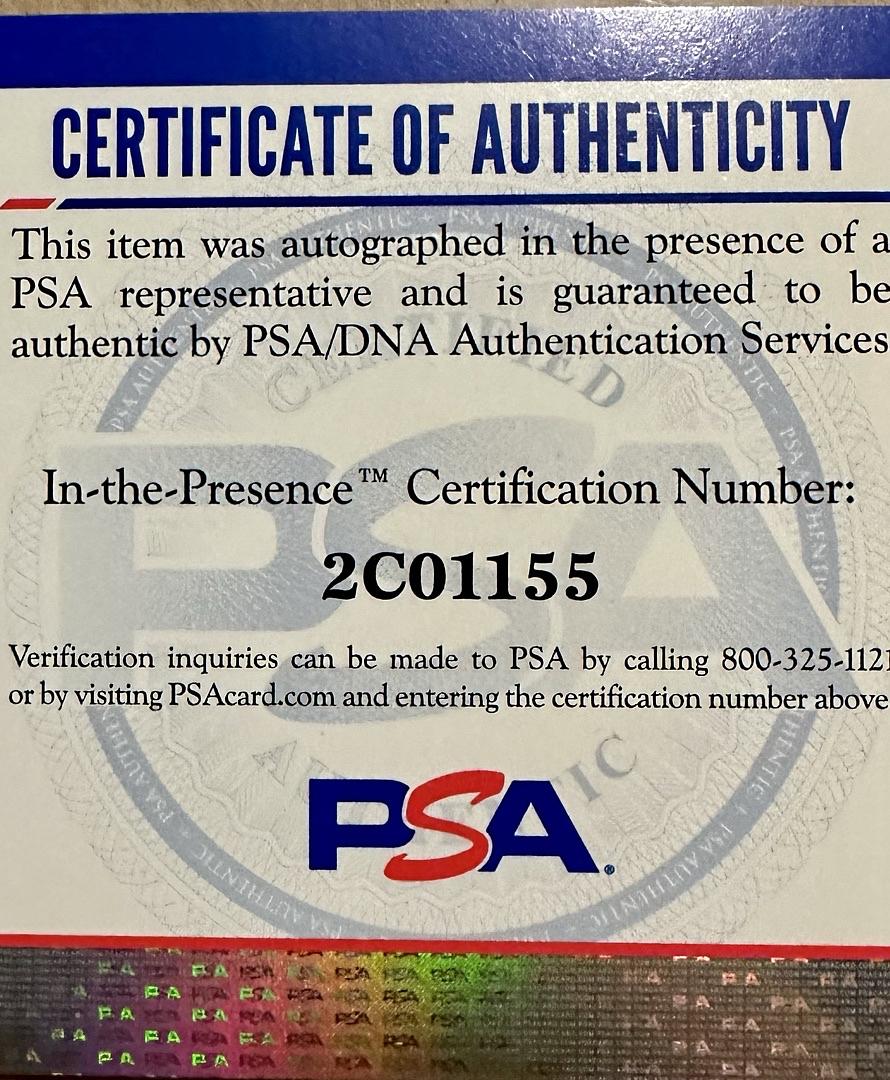 CERTIFICATE OF AUTHENTICITY
This item was autographed in the presence of a
PSA representative and is guaranteed to be
authentic by PSA/DNA Authentication Services
CERTIFIED
In-the-Presence™ Certification Number:
2C01155
Verification inquiries can be made to PSA by calling 800-325-1121
or by visiting PSAcard.com and entering the certification number above
PSA®